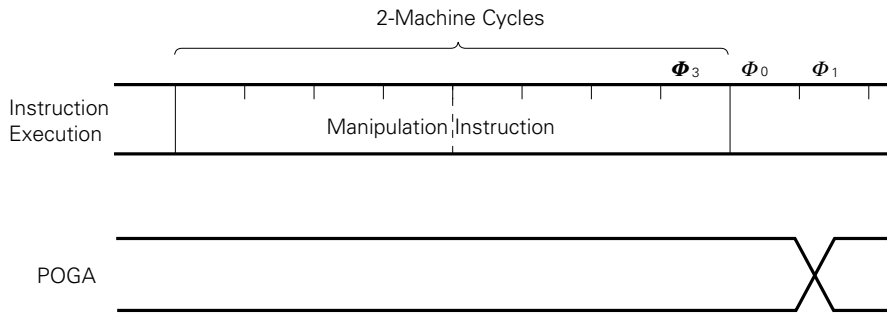 2-Machine Cycles
Φ3 Φ0 Φ1
Instruction
Execution
Manipulation Instruction
POGA